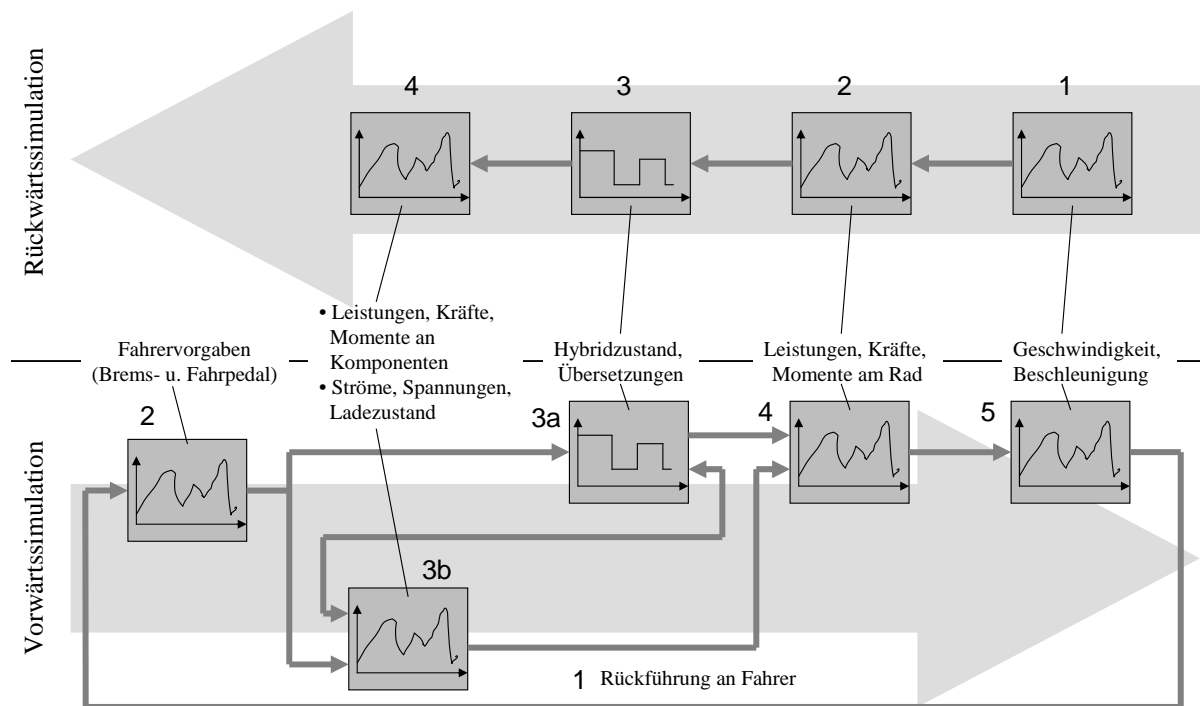 Rückwärtssimulation
4
3
2
1
• Leistungen, Kräfte,
Momente an
Komponenten
• Ströme, Spannungen,
Ladezustand
Fahrervorgaben
(Brems- u. Fahrpedal)
Hybridzustand,
Übersetzungen
Leistungen, Kräfte,
Momente am Rad
Geschwindigkeit,
Beschleunigung
Vorwärtssimulation
2
3a
4
5
3b
1 Rückführung an Fahrer